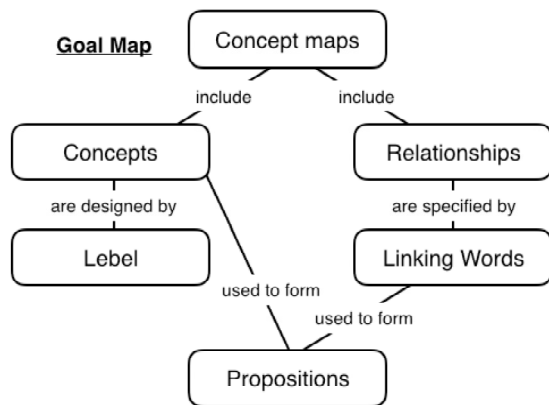 Goal Map
Concept maps
include
include
Concepts
Relationships
are designed by
are specified by
Lebel
Linking Words
used to form
used to form
Propositions